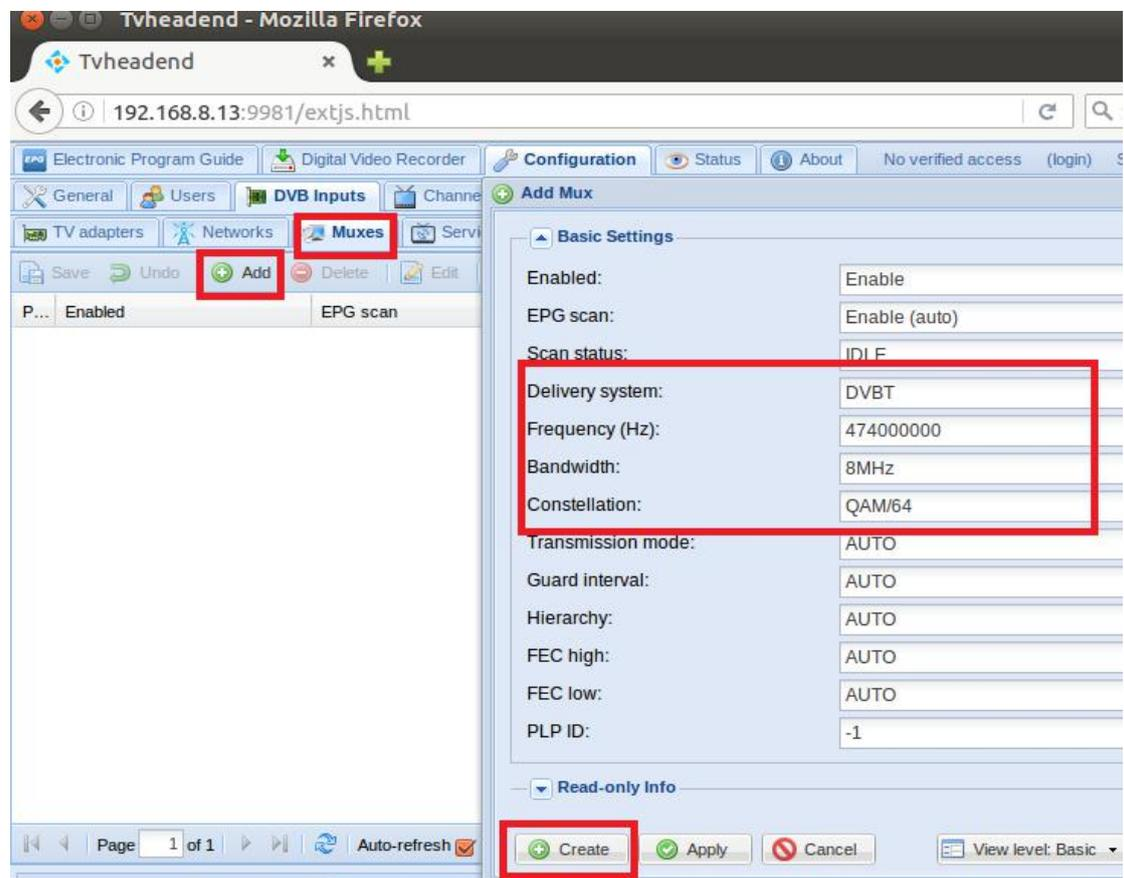 Tvheadend - Mozilla Firefox
Tvheadend
192.168.8.13:9981/extjs.html
Electronic Program Guide Digital Video Recorder Configuration Status About No verified access (login)
General Users DVB Inputs Channe
Add Mux
TV adapters Networks Muxes Servi
Save Undo Add Delete Edit
P... Enabled EPG scan
Basic Settings
Enabled: Enable
EPG scan: Enable (auto)
Scan status: IDLE
Delivery system: DVBT
Frequency (Hz): 474000000
Bandwidth: 8MHz
Constellation: QAM/64
Transmission mode: AUTO
Guard interval: AUTO
Hierarchy: AUTO
FEC high: AUTO
FEC low: AUTO
PLP ID: -1
Read-only Info
Page 1 of 1 Auto-refresh
Create Apply Cancel View level: Basic